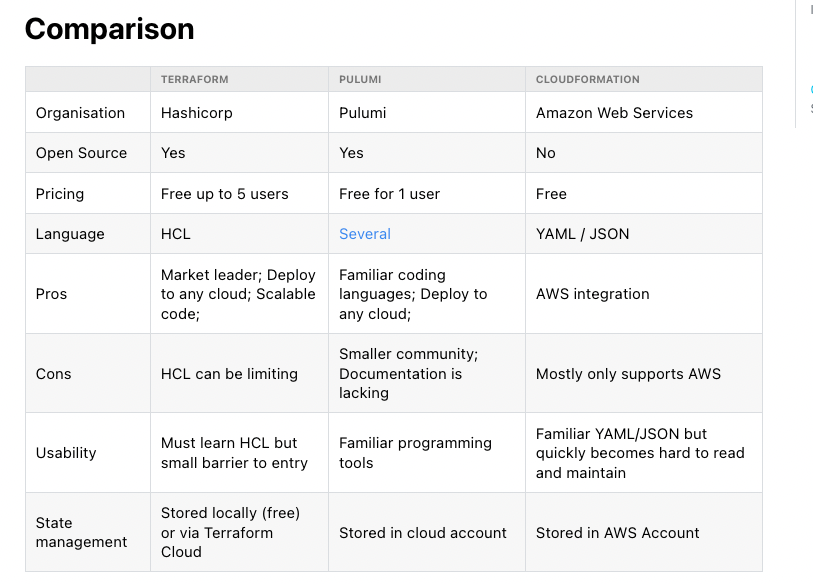 Comparison
TERRAFORM PULUMI CLOUDFORMATION
Organisation Hashicorp Pulumi Amazon Web Services
Open Source Yes Yes No
Pricing Free up to 5 users Free for 1 user Free
Language HCL Several YAML / JSON
Pros
Market leader; Deploy
to any cloud; Scalable
code;
Familiar coding
languages; Deploy to
any cloud;
AWS integration
Cons
HCL can be limiting
Smaller community;
Documentation is
lacking
Mostly only supports AWS
Usability
Must learn HCL but
small barrier to entry
Familiar programming
tools
Familiar YAML/JSON but
quickly becomes hard to read
and maintain
State
management
Stored locally (free)
or via Terraform
Cloud
Stored in cloud account
Stored in AWS Account